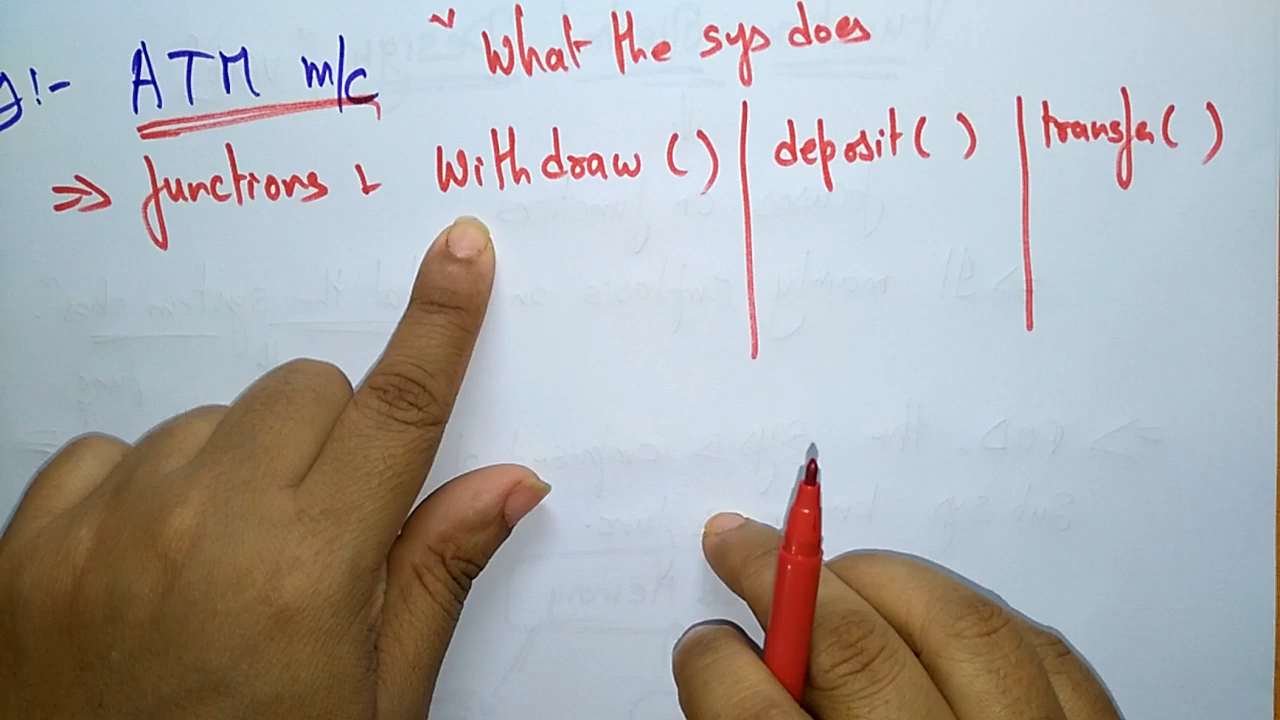 ✓ What the sys does
:- ATM m/c
⇒ functions : Withdraw () | deposit ( ) | transfer ( )